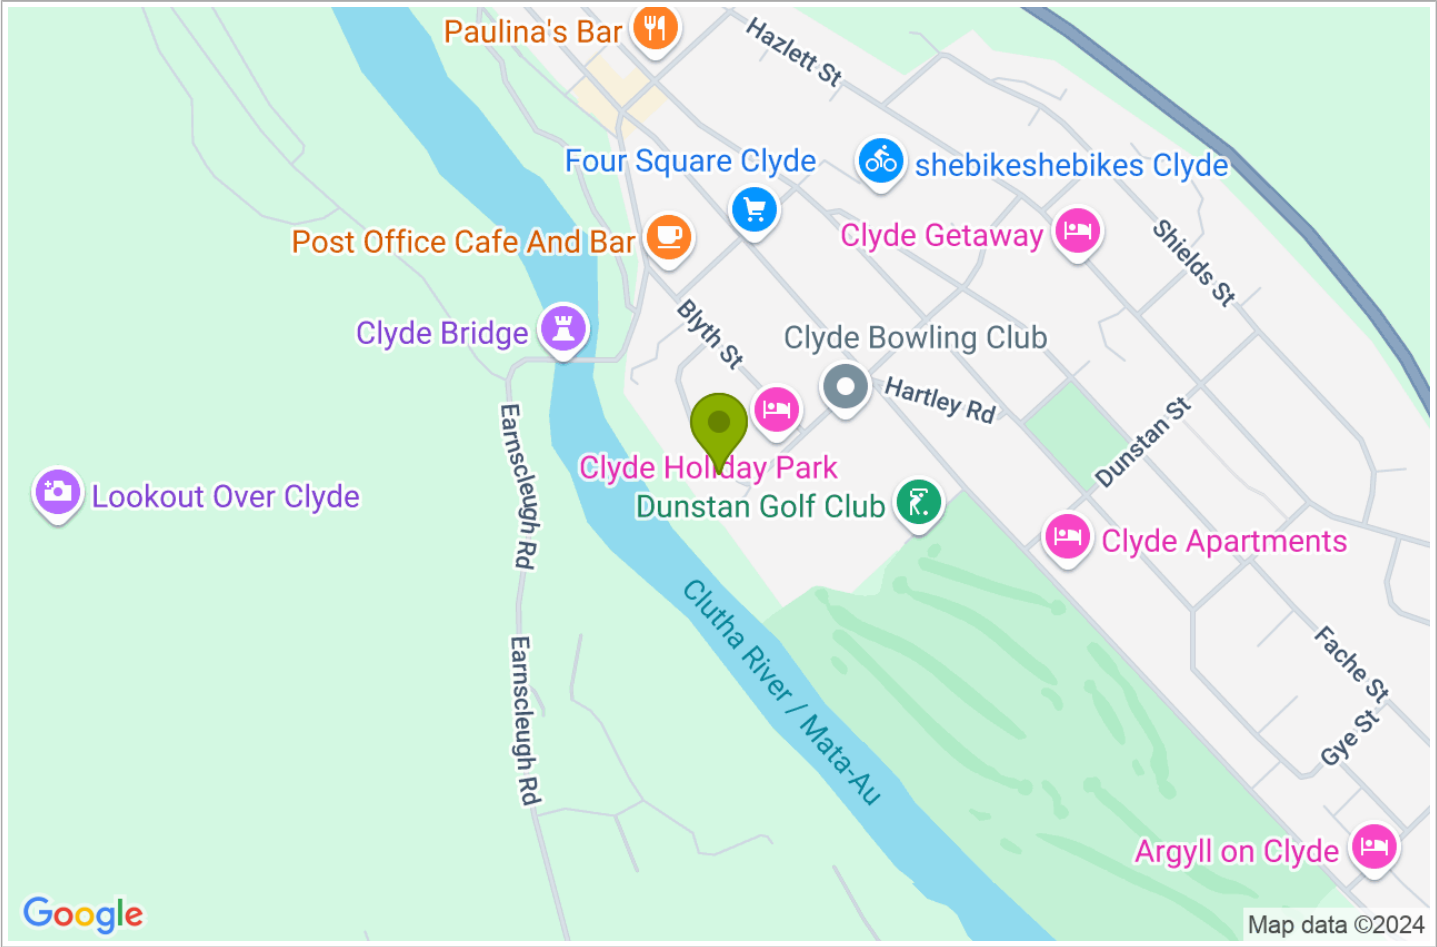 Paulina's Bar
Hazlett St
Four Square Clyde
shebikeshebikes Clyde
Post Office Cafe And Bar
Clyde Getaway
Shields St
Clyde Bridge
Blyth St
Clyde Bowling Club
Hartley Rd
Dunstan St
Earnscleugh Rd
Clyde Holiday Park
Lookout Over Clyde
Dunstan Golf Club
Clyde Apartments
Clutha River / Mata-Au
Earnscleugh Rd
Fache St
Gye St
Argyll on Clyde
Google
Map data ©2024